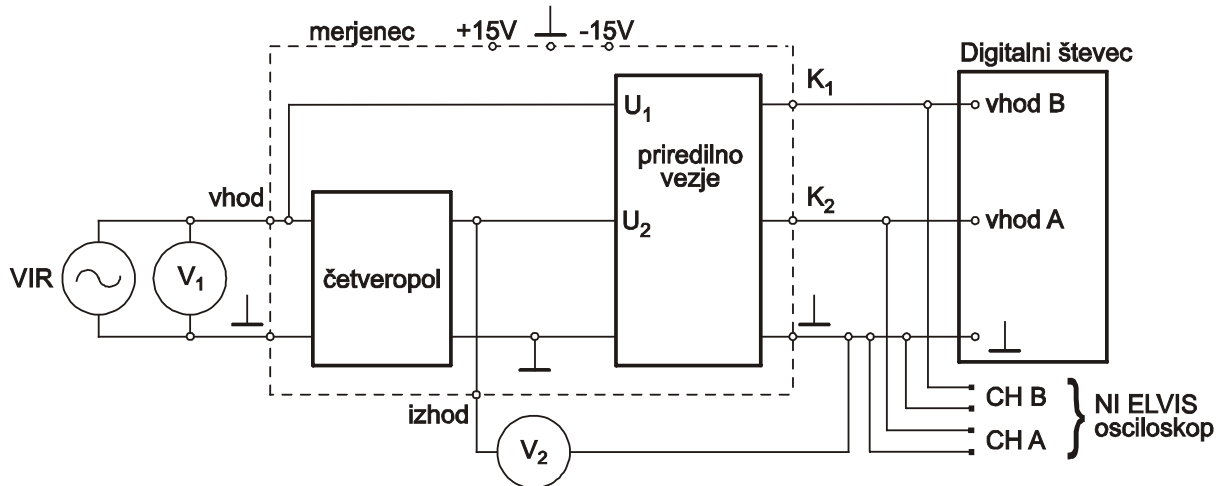 merjenec
+15V
-15V
Digitalni števec
U1
K1
vhod B
priredilno
vezje
vhod
U2
K2
vhod A
VIR
V1
četveropol
izhod
V2
CH B
CH A
NI ELVIS
osciloskop